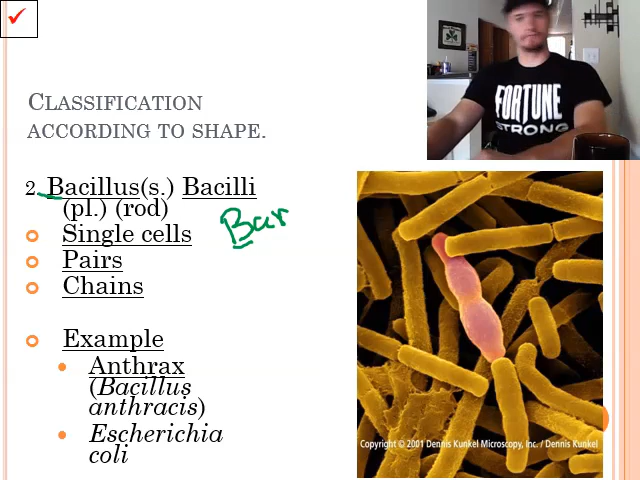 FORTUNE
STRONG
CLASSIFICATION
ACCORDING TO SHAPE.
2. Bacillus(s.) Bacilli
(pl.) (rod)
Bar
Single cells
Pairs
Chains
Example
Anthrax
(Bacillus
anthracis)
Escherichia
coli
Copyright © 2001 Dennis Kunkel Microscopy, Inc. / Dennis Kunkel